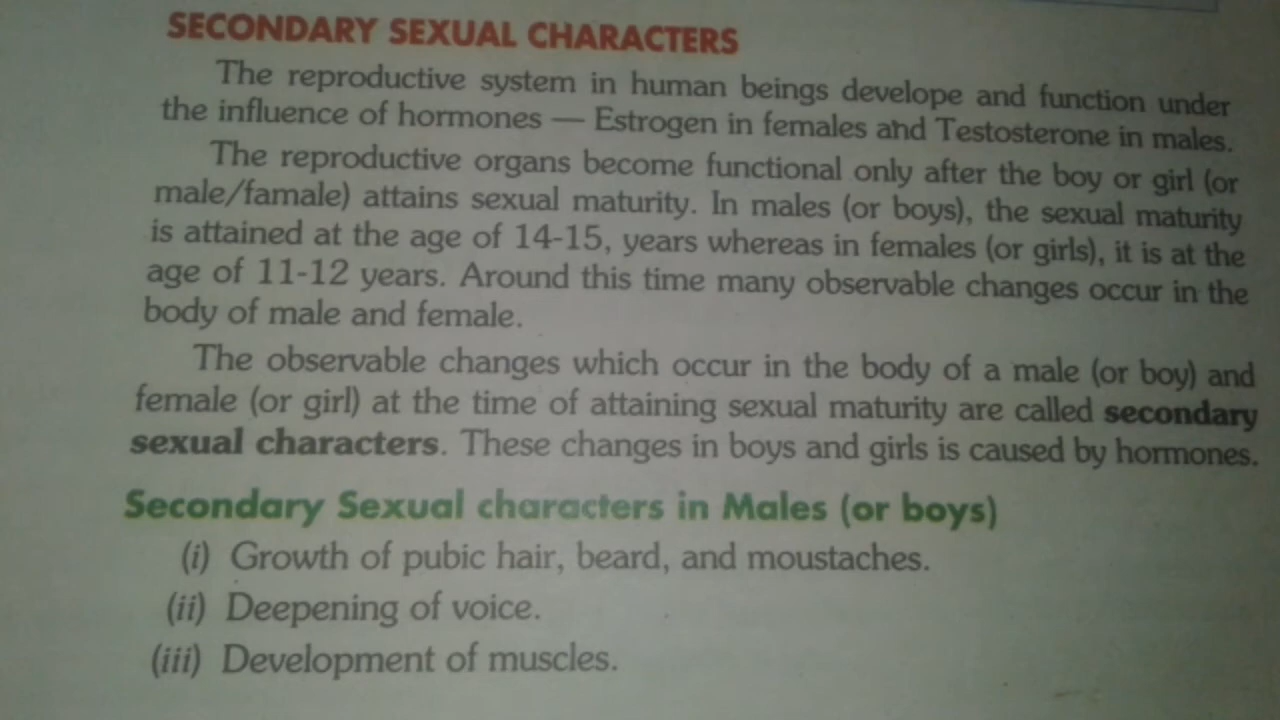 SECONDARY SEXUAL CHARACTERS
The reproductive system in human beings develope and function under
the influence of hormones — Estrogen in females and Testosterone in males.
The reproductive organs become functional only after the boy or girl (or
male/famale) attains sexual maturity. In males (or boys), the sexual maturity
is attained at the age of 14-15, years whereas in females (or girls), it is at the
age of 11-12 years. Around this time many observable changes occur in the
body of male and female.
The observable changes which occur in the body of a male (or boy) and
female (or girl) at the time of attaining sexual maturity are called secondary
sexual characters. These changes in boys and girls is caused by hormones.
Secondary Sexual characters in Males (or boys)
(i) Growth of pubic hair, beard, and moustaches.
(ii) Deepening of voice.
(iii) Development of muscles.